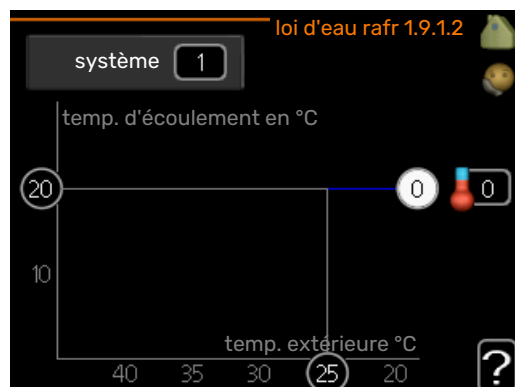 loi d'eau rafr 1.9.1.2
système 1
temp. d'écoulement en °C
20 0 0
10
temp. extérieure °C
40 35 30 25 20
?